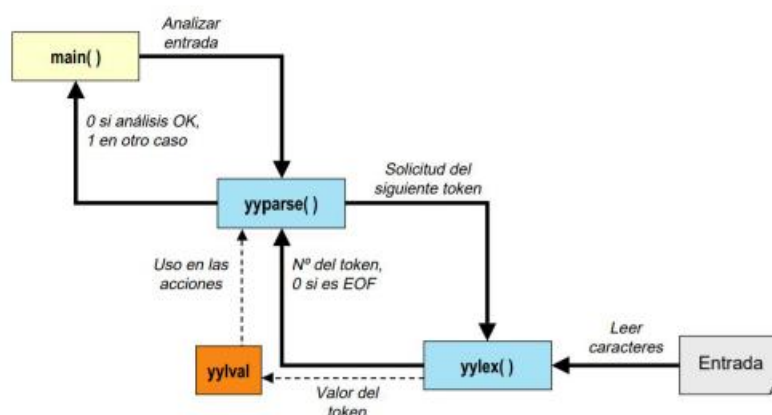 Analizar
entrada
main( )
0 si análisis OK,
1 en otro caso
Solicitud del
siguiente token
yyparse( )
Uso en las
acciones
Nº del token,
0 si es EOF
Leer
caracteres
yylval
yylex( )
Entrada
Valor del
token